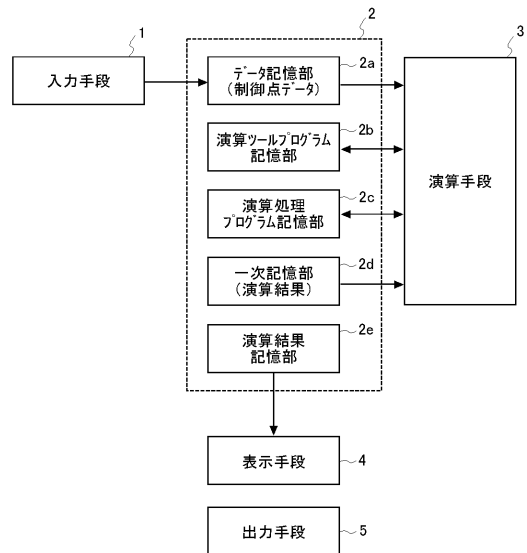 1
2
3
入力手段
データ記憶部
(制御点データ)
2a
演算ツールプログラム
記憶部
2b
演算処理
プログラム記憶部
2c
一次記憶部
(演算結果)
2d
演算結果
記憶部
2e
演算手段
表示手段
4
出力手段
5